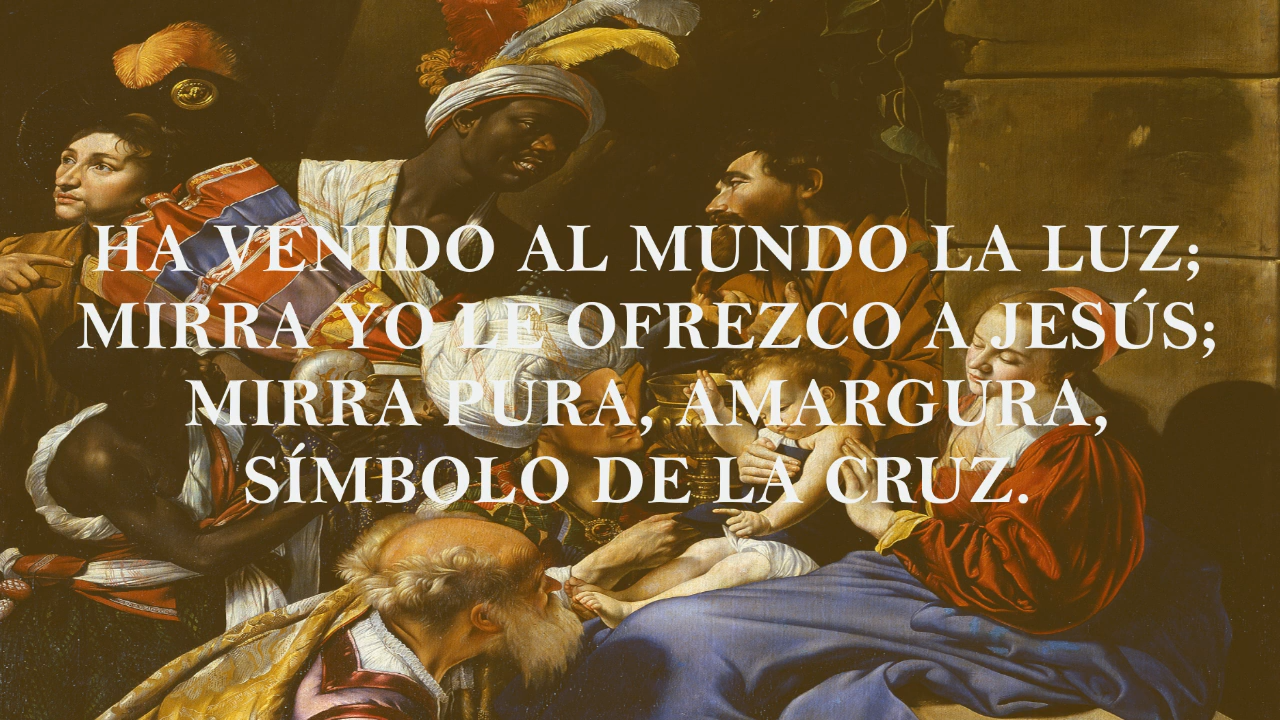 HA VENIDO AL MUNDO LA LUZ;
MIRRA YO LE OFREZCO A JESÚS;
MIRRA PURA, AMARGURA,
SÍMBOLO DE LA CRUZ.